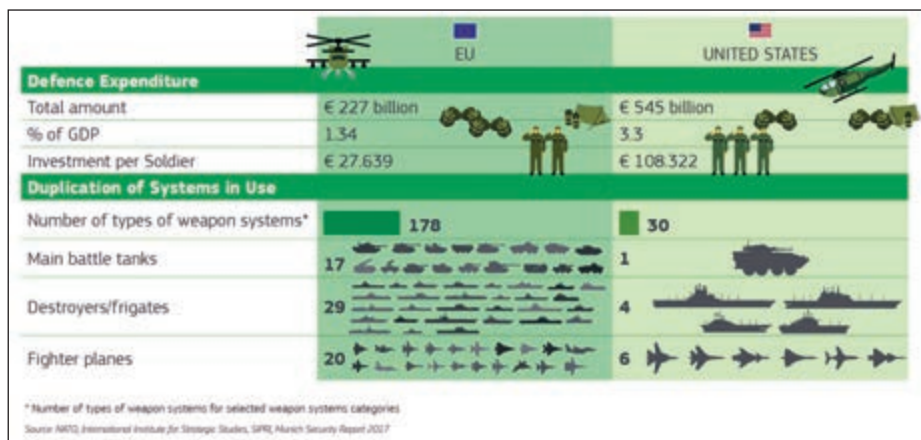 EU
UNITED STATES
Defence Expenditure
Total amount € 227 billion € 545 billion
% of GDP 1.34 3.3
Investment per Soldier € 27.639 € 108.322
Duplication of Systems in Use
Number of types of weapon systems* 178 30
Main battle tanks 17 1
Destroyers/frigates 29 4
Fighter planes 20 6
* Number of types of weapon systems for selected weapon systems categories
Source: NATO, International Institute for Strategic Studies, SIPRI, Munich Security Report 2017